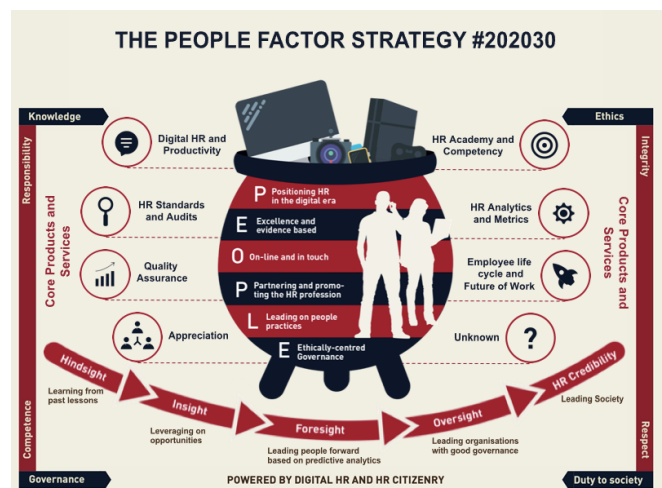 THE PEOPLE FACTOR STRATEGY #202030
Knowledge
Ethics
Responsibility
Integrity
Core Products and
Services
Digital HR and
Productivity
HR Standards
and Audits
Quality
Assurance
Appreciation
P Positioning HR
in the digital era
E Excellence and
evidence based
O On-line and in touch
P Partnering and promo-
ting the HR profession
L Leading on people
practices
E Ethically-centred
Governance
HR Academy and
Competency
HR Analytics
and Metrics
Employee life
cycle and
Future of Work
Unknown
?
Core Products and
Services
Hindsight
Learning from
past lessons
Insight
Leveraging on
opportunities
Foresight
Leading people forward
based on predictive analytics
Oversight
Leading organisations
with good governance
HR Credibility
Leading Society
Competence
Respect
Governance
POWERED BY DIGITAL HR AND HR CITIZENRY
Duty to society